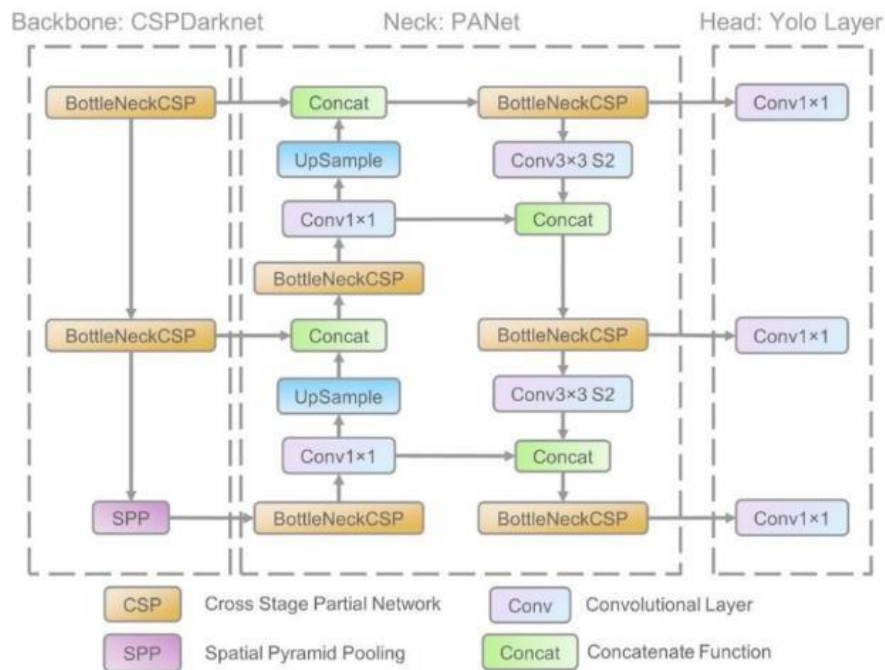 Backbone: CSPDarknet
Neck: PANet
Head: Yolo Layer
BottleNeckCSP
Concat
BottleNeckCSP
Conv1×1
UpSample
Conv3×3 S2
Conv1×1
Concat
BottleNeckCSP
BottleNeckCSP
Concat
BottleNeckCSP
Conv1×1
UpSample
Conv3×3 S2
Conv1×1
Concat
SPP
BottleNeckCSP
BottleNeckCSP
Conv1×1
CSP
Cross Stage Partial Network
Conv
Convolutional Layer
SPP
Spatial Pyramid Pooling
Concat
Concatenate Function